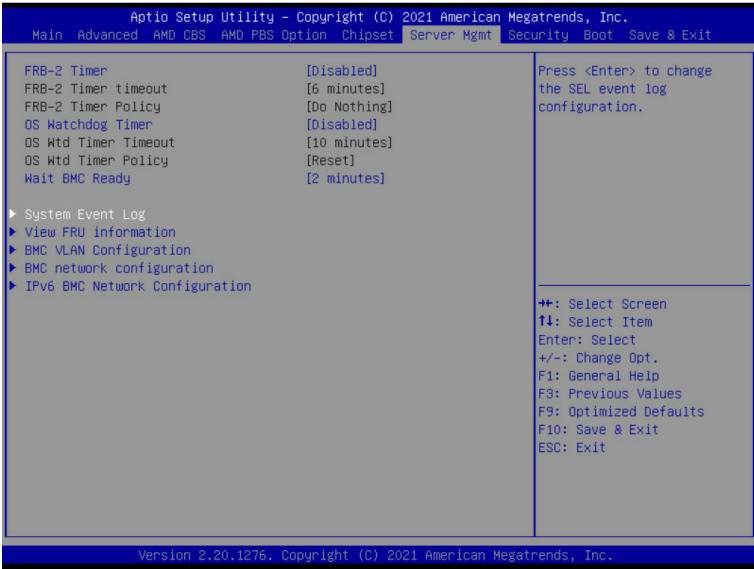 Aptio Setup Utility – Copyright (C) 2021 American Megatrends, Inc.
Main Advanced AMD CBS AMD PBS Option Chipset Server Mgmt Security Boot Save & Exit
FRB-2 Timer [Disabled]
FRB-2 Timer timeout [6 minutes]
FRB-2 Timer Policy [Do Nothing]
OS Watchdog Timer [Disabled]
OS Wtd Timer Timeout [10 minutes]
OS Wtd Timer Policy [Reset]
Wait BMC Ready [2 minutes]
▶ System Event Log
▶ View FRU information
▶ BMC VLAN Configuration
▶ BMC network configuration
▶ IPv6 BMC Network Configuration
Press <Enter> to change
the SEL event log
configuration.
→←: Select Screen
↑↓: Select Item
Enter: Select
+/-: Change Opt.
F1: General Help
F3: Previous Values
F9: Optimized Defaults
F10: Save & Exit
ESC: Exit
Version 2.20.1276. Copyright (C) 2021 American Megatrends, Inc.